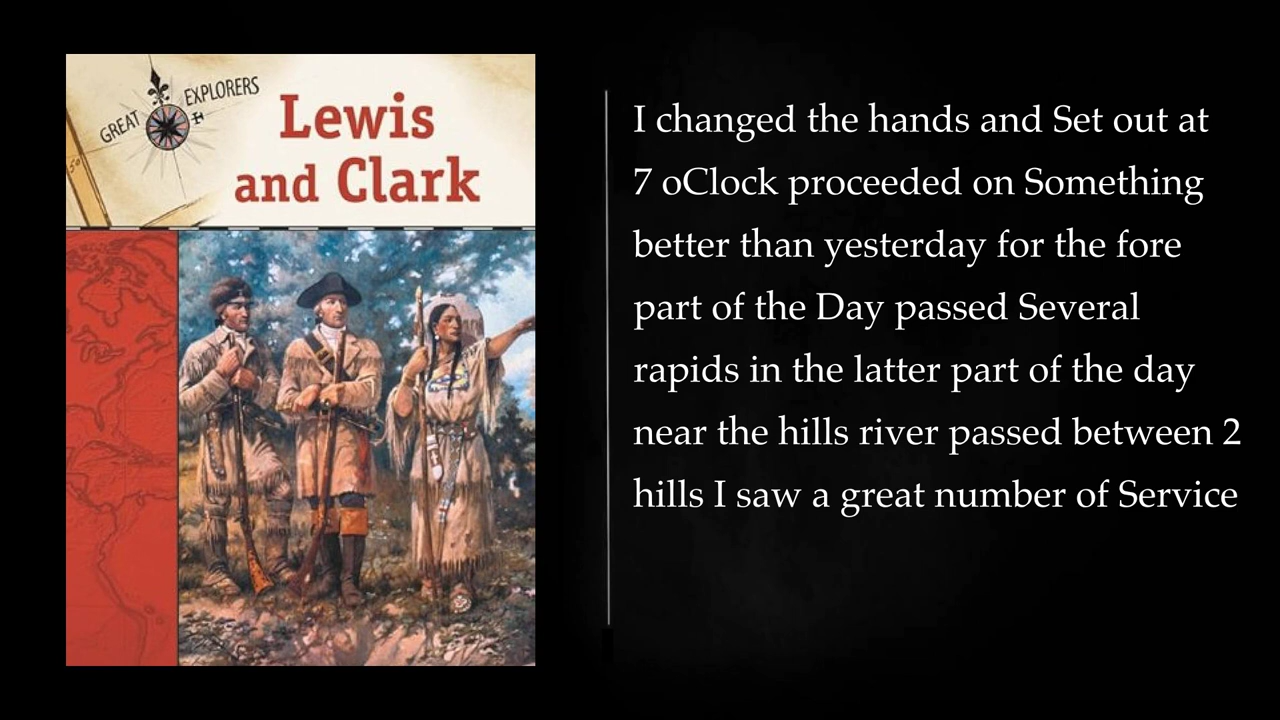 GREAT EXPLORERS
Lewis
and Clark
50
I changed the hands and Set out at
7 oClock proceeded on Something
better than yesterday for the fore
part of the Day passed Several
rapids in the latter part of the day
near the hills river passed between 2
hills I saw a great number of Service